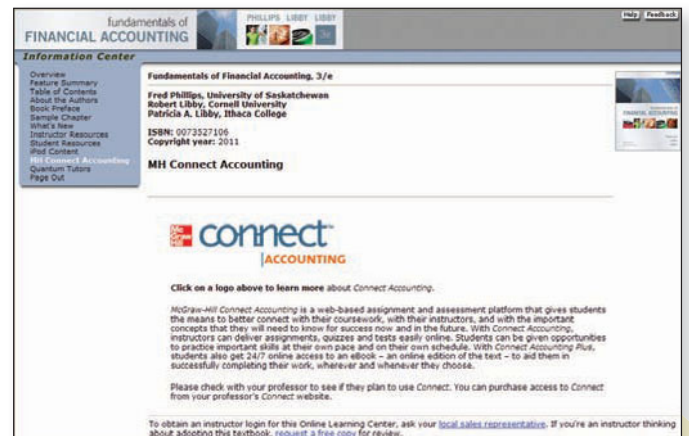 fundamentals of
FINANCIAL ACCOUNTING
PHILLIPS LIBBY LIBBY
3e
Help Feedback
Information Center
Overview
Feature Summary
Table of Contents
About the Authors
Book Preface
Sample Chapter
What's New
Instructor Resources
Student Resources
iPod Content
MH Connect Accounting
Quantum Tutors
Page Out
Fundamentals of Financial Accounting, 3/e
Fred Phillips, University of Saskatchewan
Robert Libby, Cornell University
Patricia A. Libby, Ithaca College
ISBN: 0073527106
Copyright year: 2011
MH Connect Accounting
Mc
Graw
Hill
connect
ACCOUNTING
Click on a logo above to learn more about Connect Accounting.
McGraw-Hill Connect Accounting is a web-based assignment and assessment platform that gives students
the means to better connect with their coursework, with their instructors, and with the important
concepts that they will need to know for success now and in the future. With Connect Accounting,
instructors can deliver assignments, quizzes and tests easily online. Students can be given opportunities
to practice important skills at their own pace and on their own schedule. With Connect Accounting Plus,
students also get 24/7 online access to an eBook – an online edition of the text – to aid them in
successfully completing their work, wherever and whenever they choose.
Please check with your professor to see if they plan to use Connect. You can purchase access to Connect
from your professor's Connect website.
To obtain an instructor login for this Online Learning Center, ask your local sales representative. If you're an instructor thinking
about adopting this textbook, request a free copy for review.